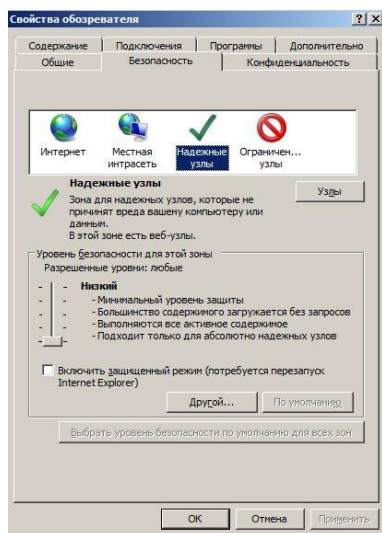 Свойства обозревателя
Содержание Подключения Программы Дополнительно
Общие Безопасность Конфиденциальность
Интернет Местная интрасеть Надежные узлы Ограничен... узлы
Надежные узлы
Узлы
Зона для надежных узлов, которые не
причинят вреда вашему компьютеру или
данным.
В этой зоне есть веб-узлы.
Уровень безопасности для этой зоны
Разрешенные уровни: любые
Низкий
- Минимальный уровень защиты
- Большинство содержимого загружается без запросов
- Выполняются все активное содержимое
- Подходит только для абсолютно надежных узлов
Включить защищенный режим (потребуется перезапуск
Internet Explorer)
Другой... По умолчанию
Выбрать уровень безопасности по умолчанию для всех зон
ОК Отмена Применить